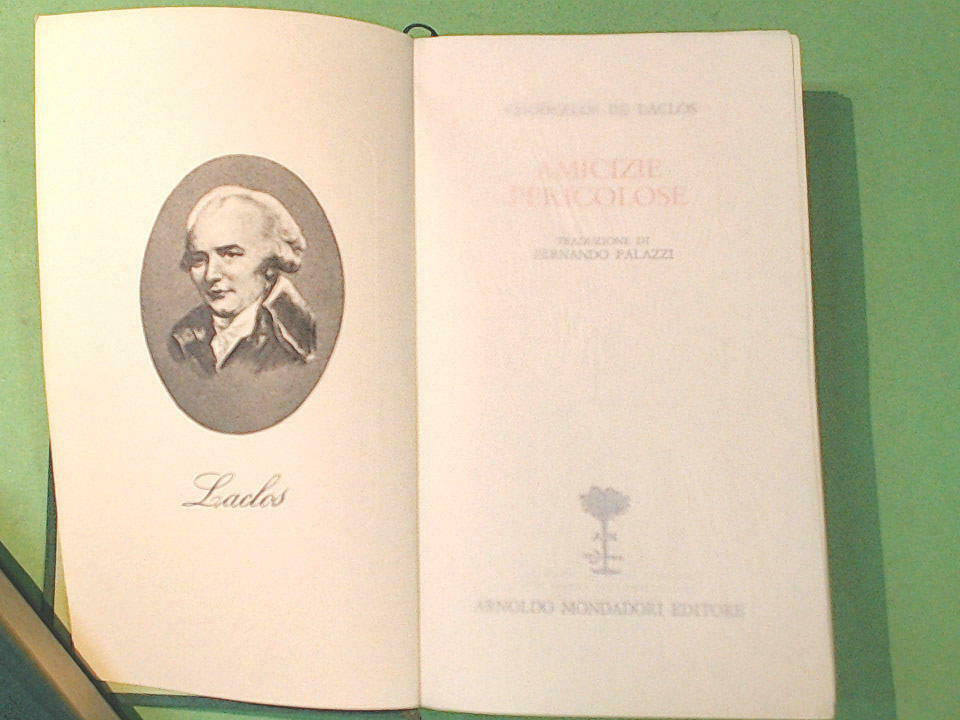 Laclos
CHODERLOS DE LACLOS
AMICIZIE
PERICOLOSE
TRADUZIONE DI
FERNANDO PALAZZI
ARNOLDO MONDADORI EDITORE